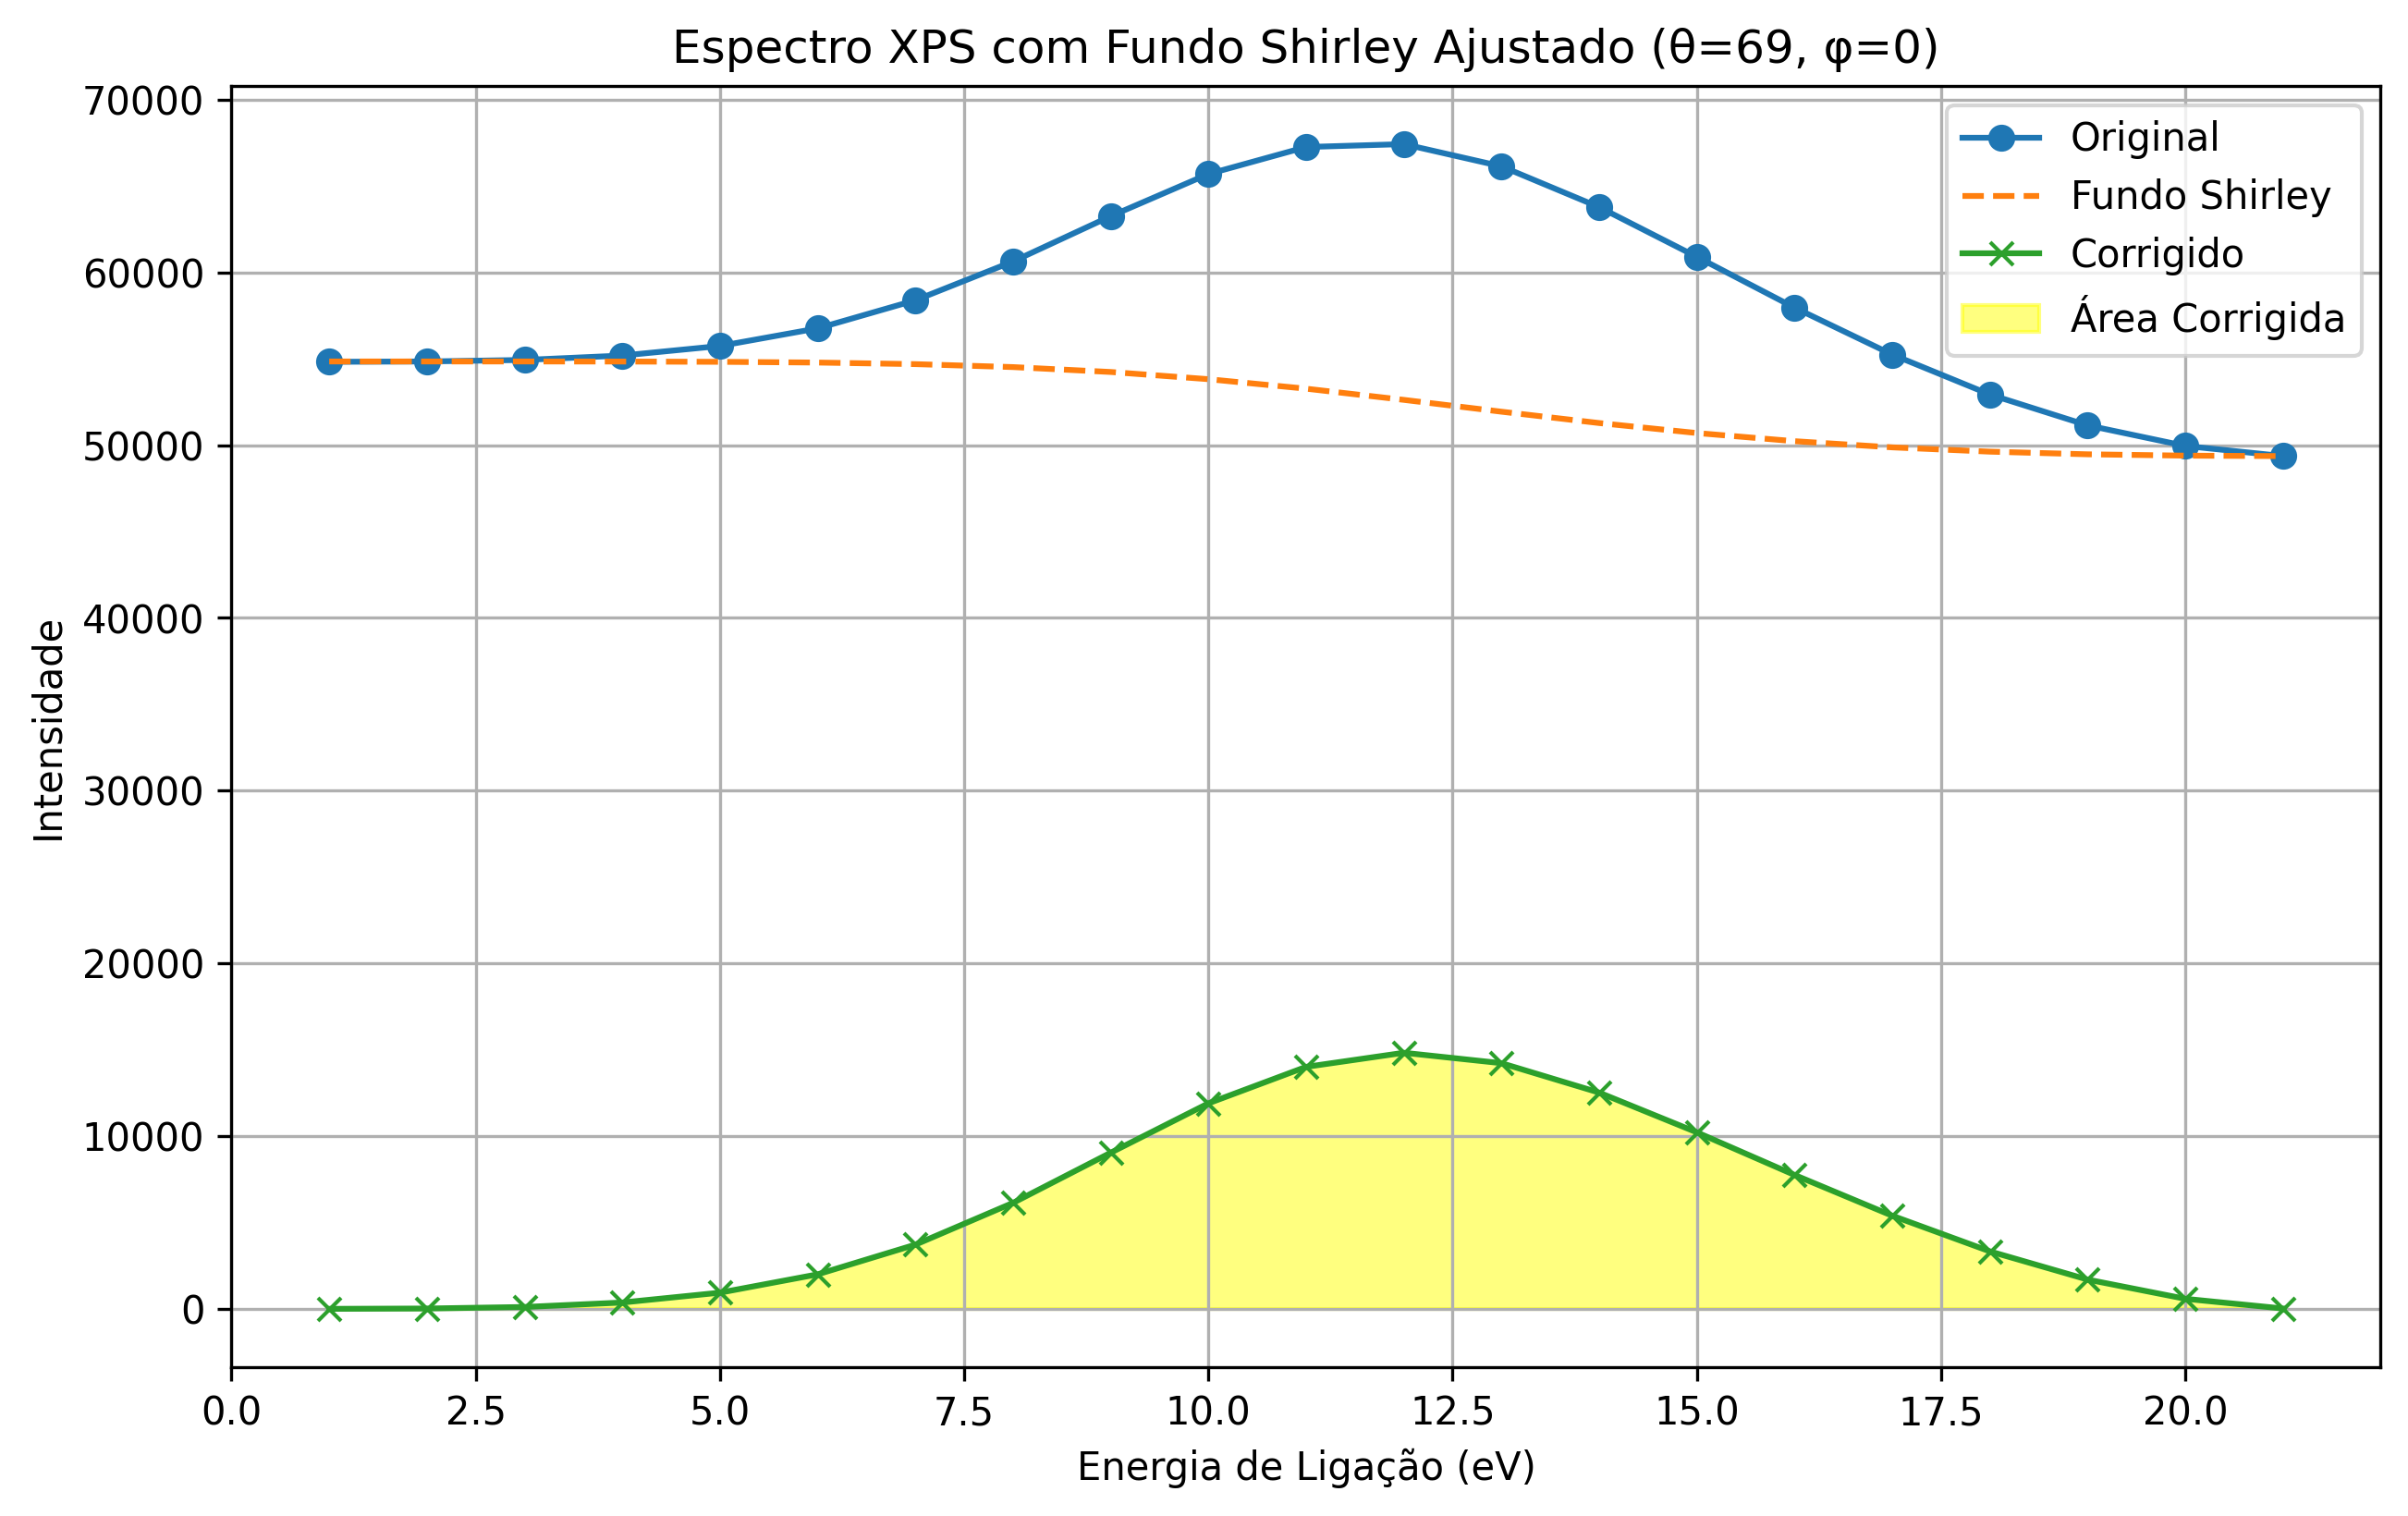 Espectro XPS com Fundo Shirley Ajustado (θ=69, φ=0)
70000
60000
50000
40000
30000
20000
10000
0
Intensidade
Original
Fundo Shirley
Corrigido
Área Corrigida
0.0 2.5 5.0 7.5 10.0 12.5 15.0 17.5 20.0
Energia de Ligação (eV)